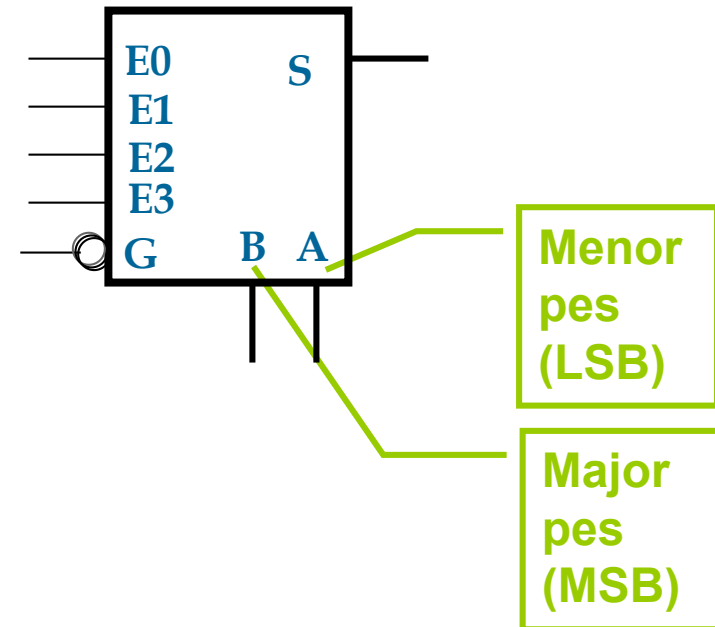 E0 S
E1
E2
E3
G B A
Menor
pes
(LSB)
Major
pes
(MSB)